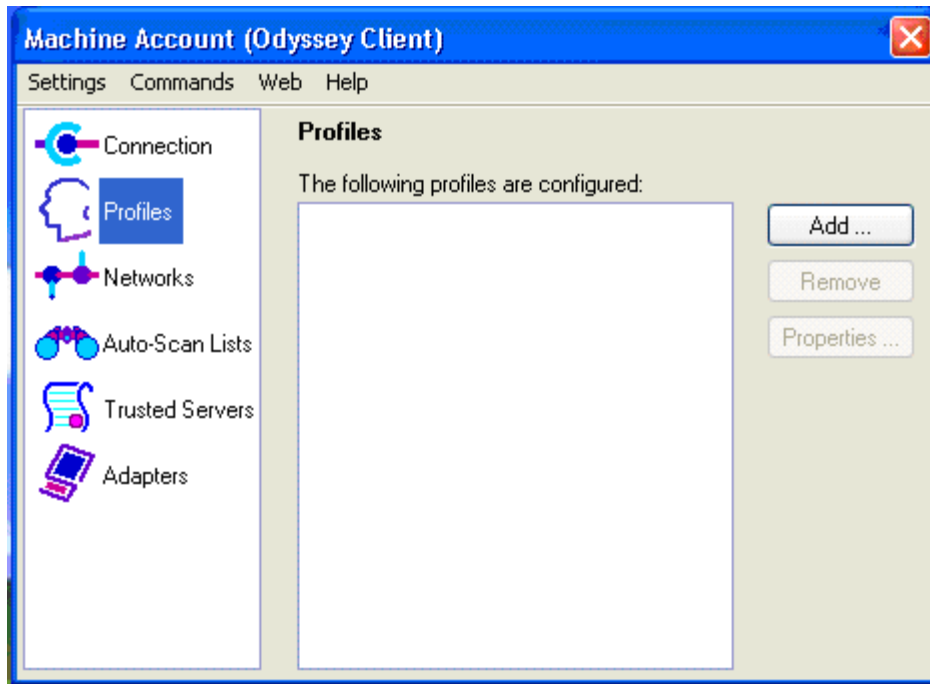 Machine Account (Odyssey Client)
Settings Commands Web Help
Connection
Profiles
Networks
Auto-Scan Lists
Trusted Servers
Adapters
Profiles
The following profiles are configured:
Add ...
Remove
Properties ...